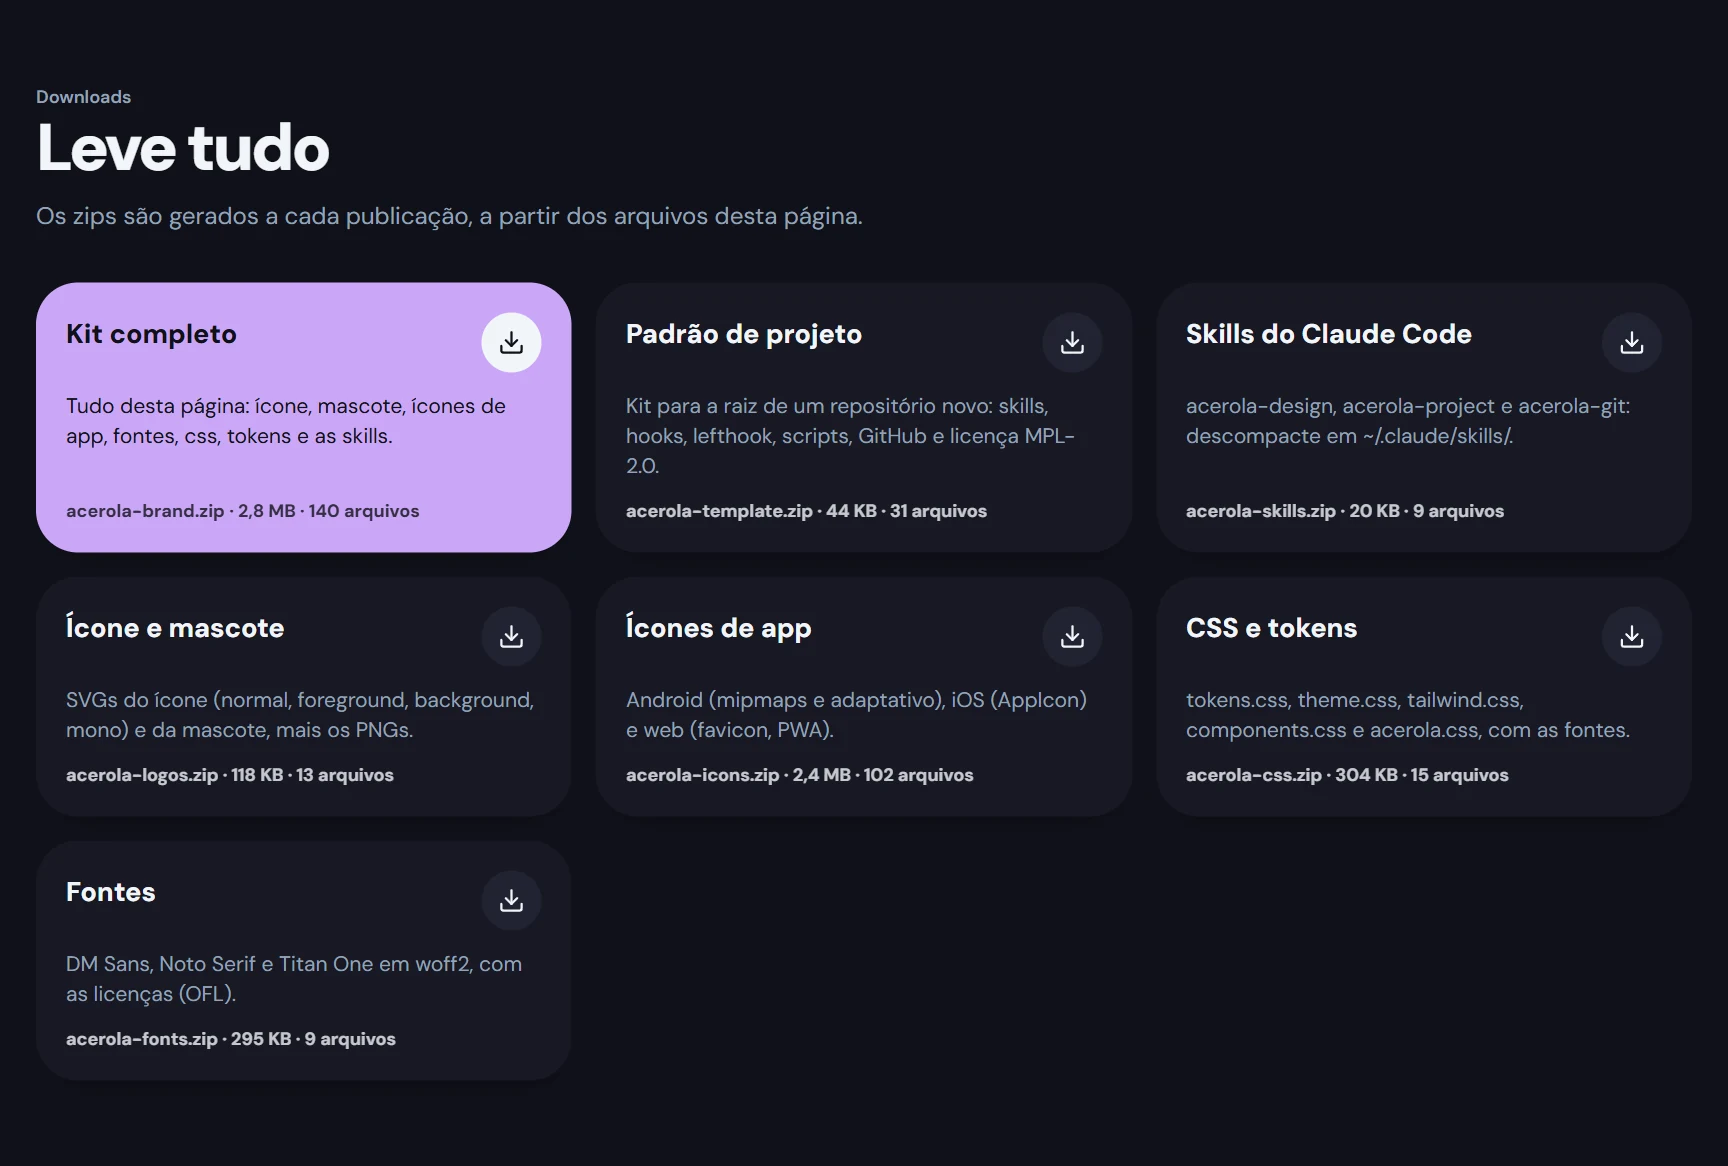 Downloads
Leve tudo
Os zips são gerados a cada publicação, a partir dos arquivos desta página.
Kit completo
Tudo desta página: ícone, mascote, ícones de
app, fontes, css, tokens e as skills.
acerola-brand.zip · 2,8 MB · 140 arquivos
Padrão de projeto
Kit para a raiz de um repositório novo: skills,
hooks, lefthook, scripts, GitHub e licença MPL-
2.0.
acerola-template.zip · 44 KB · 31 arquivos
Skills do Claude Code
acerola-design, acerola-project e acerola-git:
descompacte em ~/.claude/skills/.
acerola-skills.zip · 20 KB · 9 arquivos
Ícone e mascote
SVGs do ícone (normal, foreground, background,
mono) e da mascote, mais os PNGs.
acerola-logos.zip · 118 KB · 13 arquivos
Ícones de app
Android (mipmaps e adaptativo), iOS (AppIcon)
e web (favicon, PWA).
acerola-icons.zip · 2,4 MB · 102 arquivos
CSS e tokens
tokens.css, theme.css, tailwind.css,
components.css e acerola.css, com as fontes.
acerola-css.zip · 304 KB · 15 arquivos
Fontes
DM Sans, Noto Serif e Titan One em woff2, com
as licenças (OFL).
acerola-fonts.zip · 295 KB · 9 arquivos